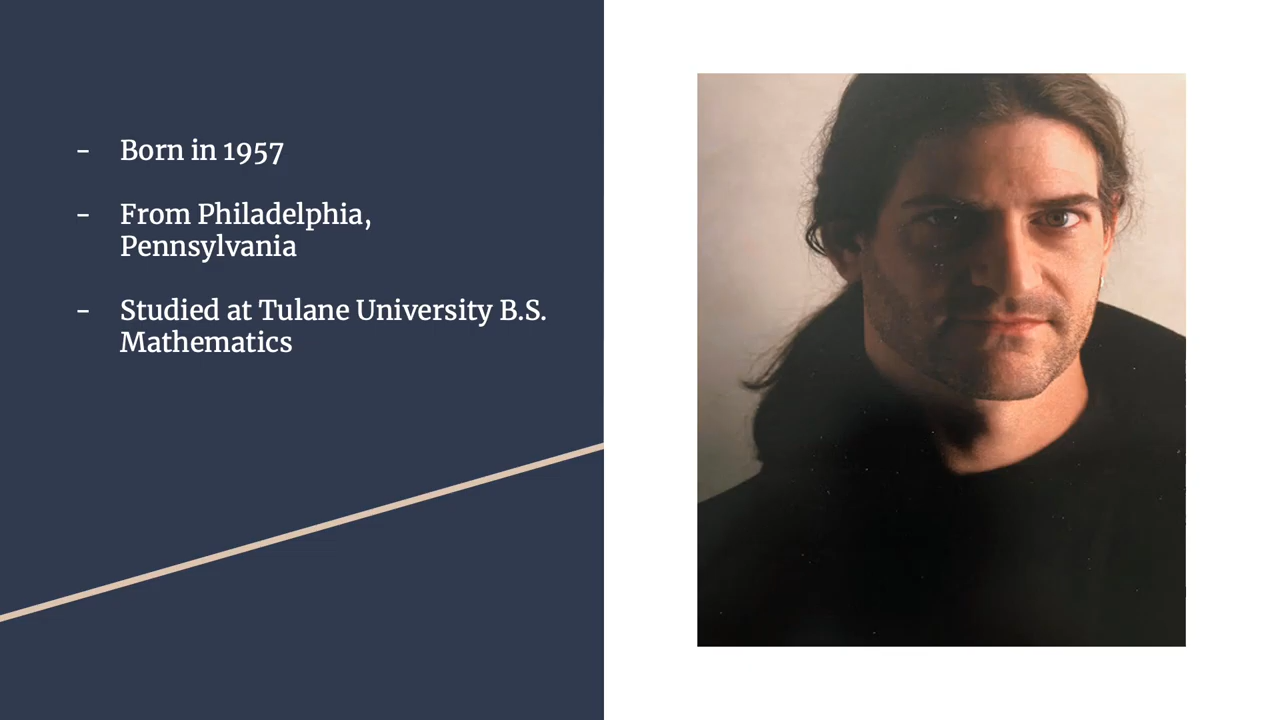 - Born in 1957
- From Philadelphia,
Pennsylvania
- Studied at Tulane University B.S.
Mathematics